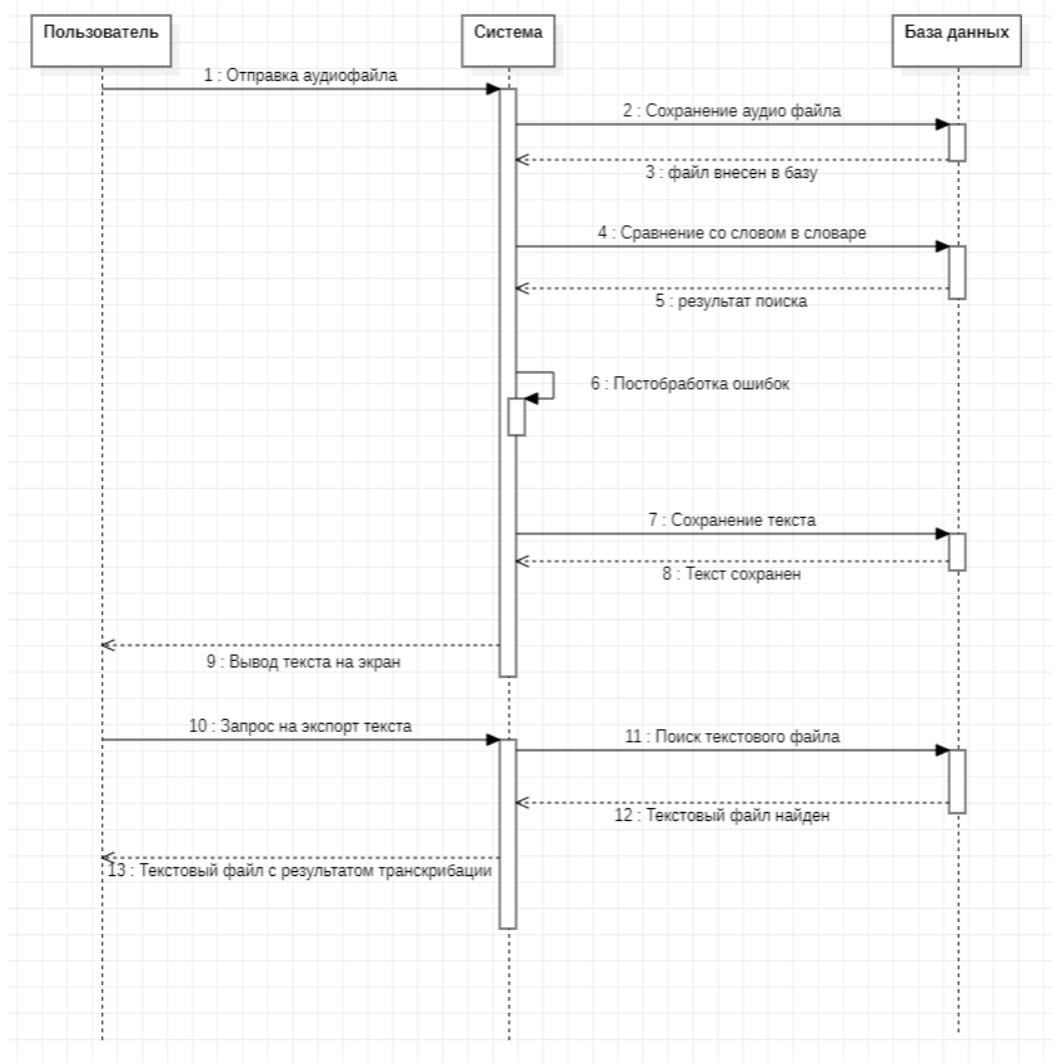 Пользователь
Система
База данных
1 : Отправка аудиофайла
2 : Сохранение аудио файла
3 : файл внесен в базу
4 : Сравнение со словом в словаре
5 : результат поиска
6 : Постобработка ошибок
7 : Сохранение текста
8 : Текст сохранен
9 : Вывод текста на экран
10 : Запрос на экспорт текста
11 : Поиск текстового файла
12 : Текстовый файл найден
13 : Текстовый файл с результатом транскрибации